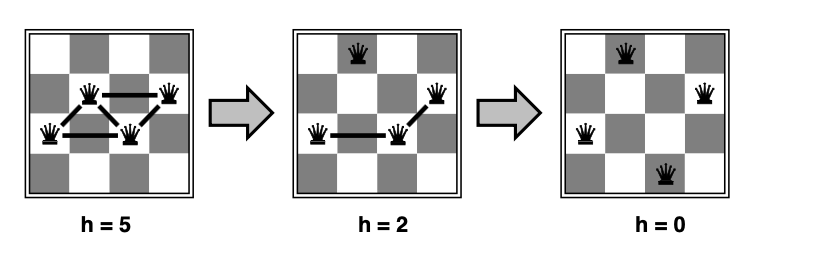 h = 5
h = 2
h = 0